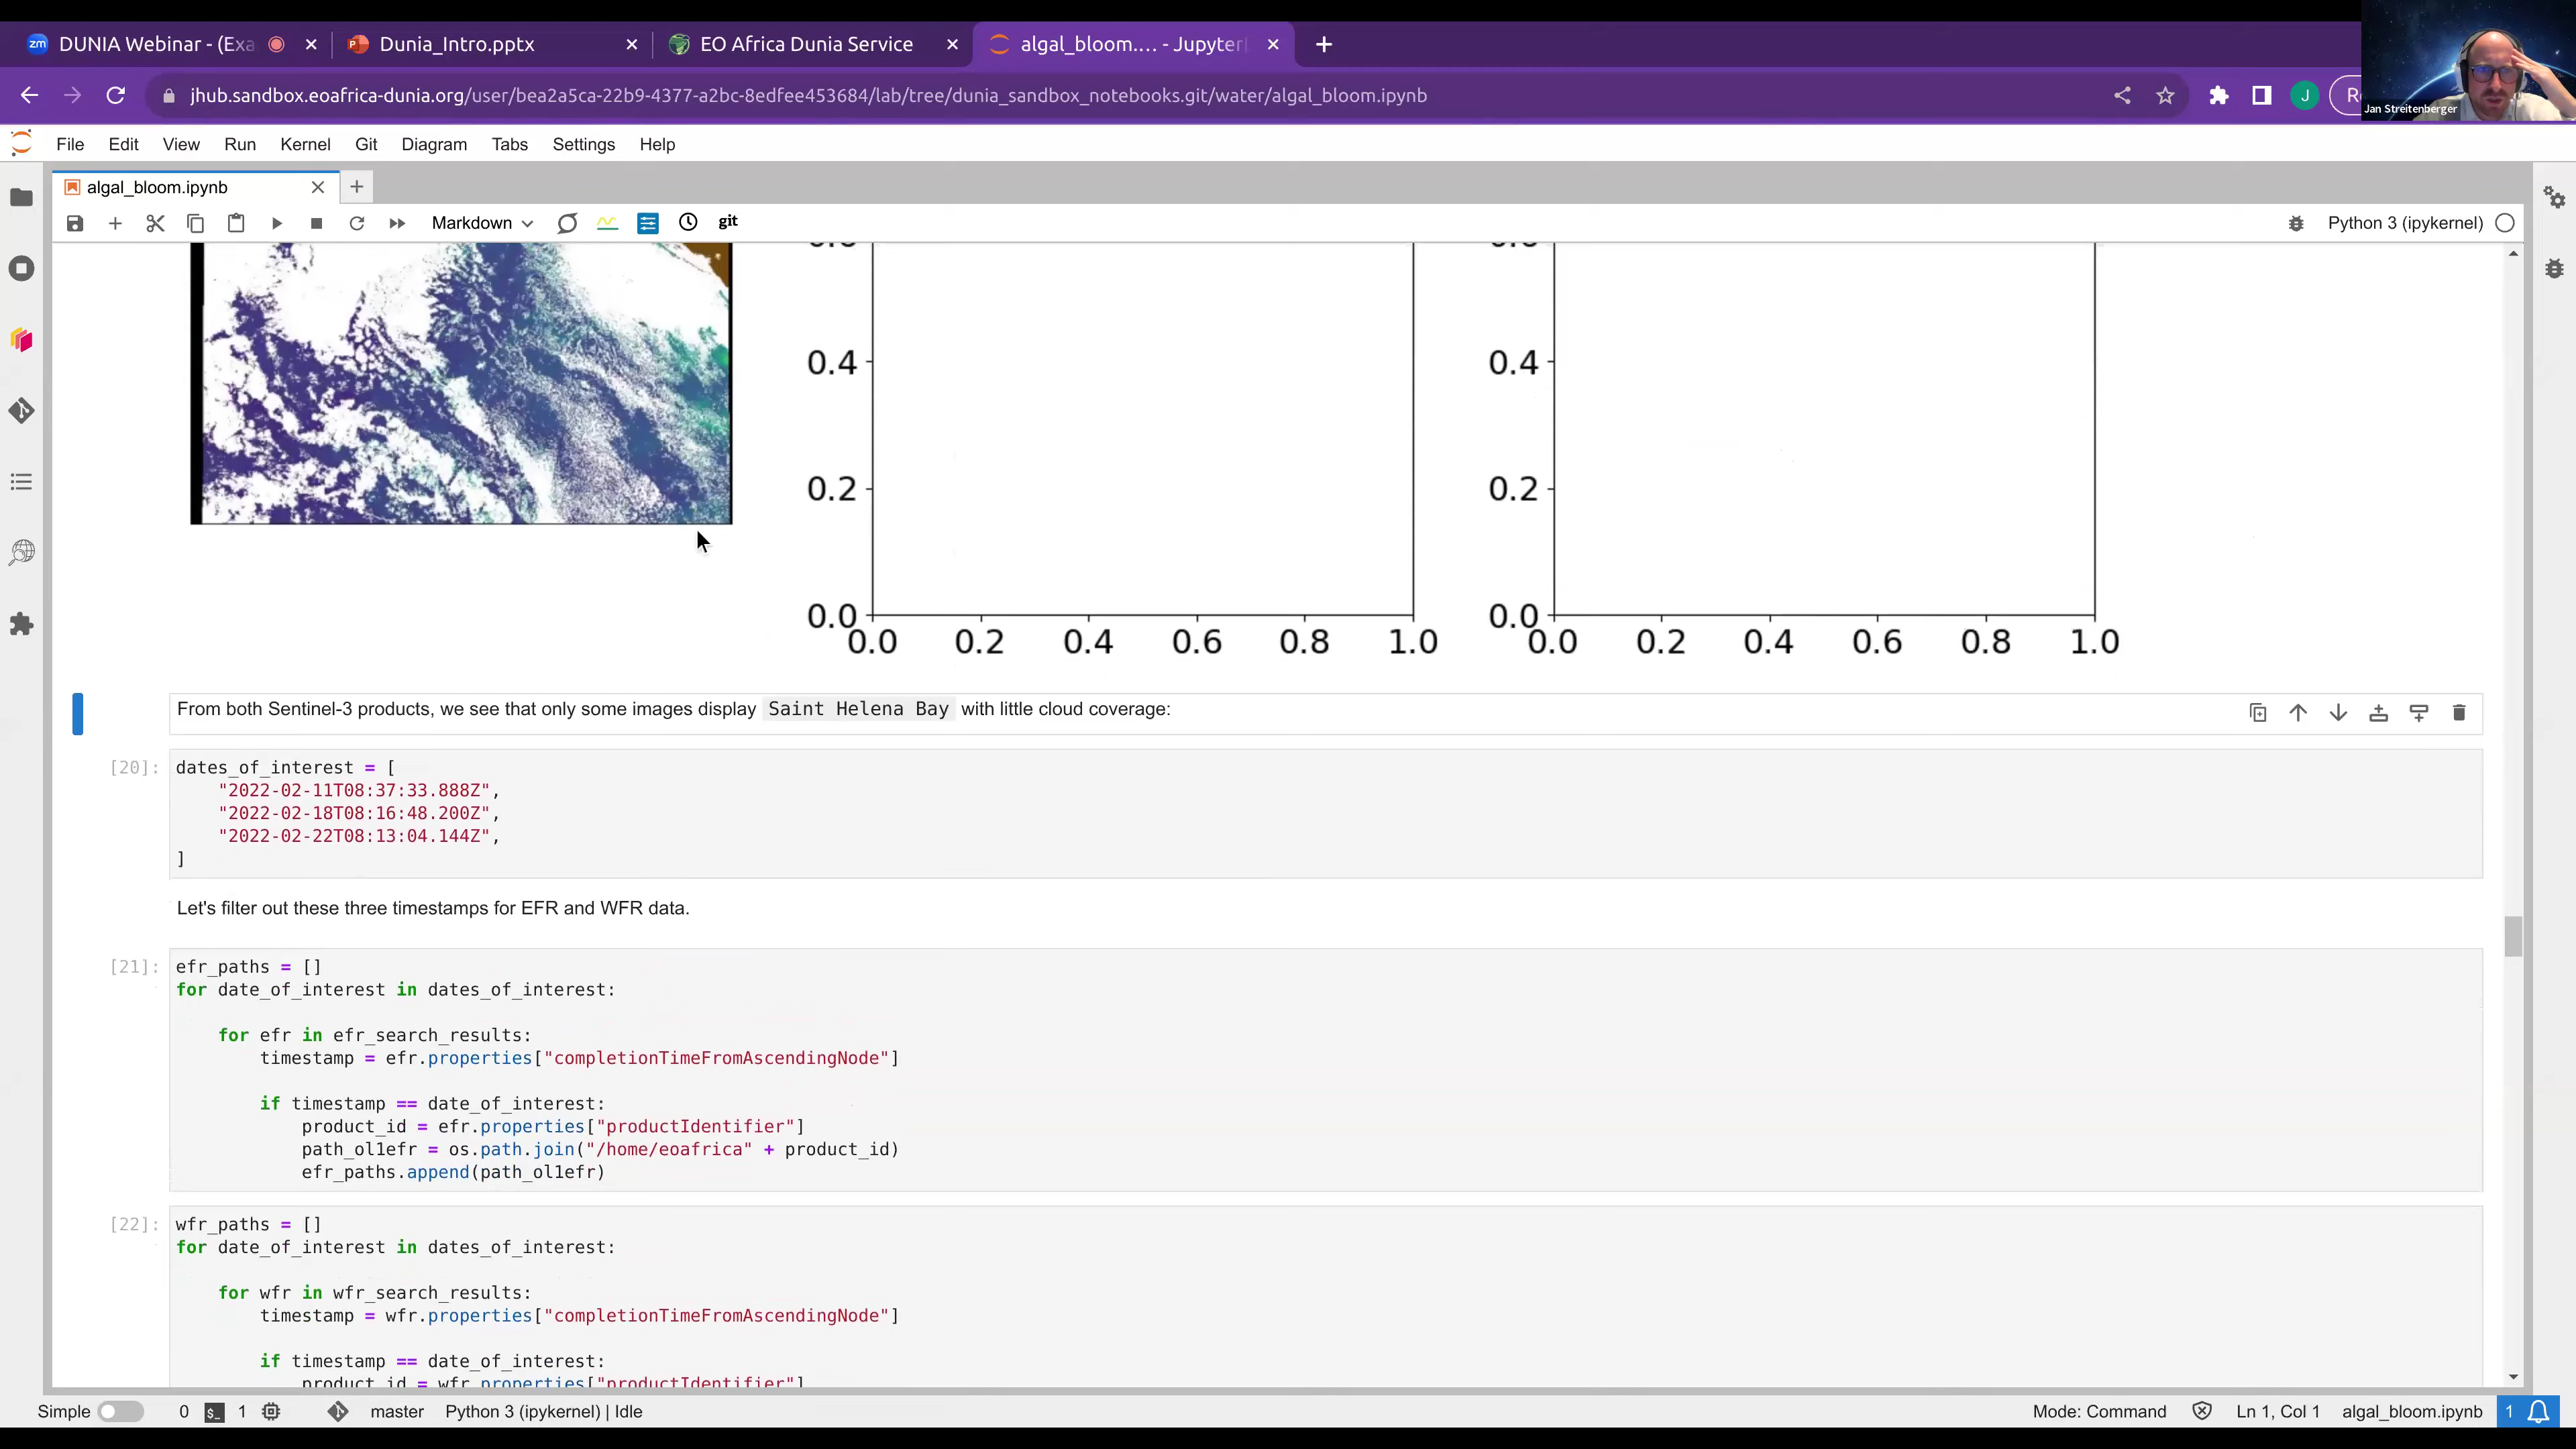 DUNIA Webinar - (Exa
Dunia_Intro.pptx
EO Africa Dunia Service
algal_bloom.... - Jupyter
jhub.sandbox.eoafrica-dunia.org/user/bea2a5ca-22b9-4377-a2bc-8edfee453684/lab/tree/dunia_sandbox_notebooks.git/water/algal_bloom.ipynb
J
Jan Streitenberger
File Edit View Run Kernel Git Diagram Tabs Settings Help
algal_bloom.ipynb
Markdown
git
Python 3 (ipykernel)
0.4
0.2
0.0
0.0 0.2 0.4 0.6 0.8 1.0
0.4
0.2
0.0
0.0 0.2 0.4 0.6 0.8 1.0
From both Sentinel-3 products, we see that only some images display Saint Helena Bay with little cloud coverage:
[20]:
dates_of_interest = [
"2022-02-11T08:37:33.888Z",
"2022-02-18T08:16:48.200Z",
"2022-02-22T08:13:04.144Z",
]
Let's filter out these three timestamps for EFR and WFR data.
[21]:
efr_paths = []
for date_of_interest in dates_of_interest:
for efr in efr_search_results:
timestamp = efr.properties["completionTimeFromAscendingNode"]
if timestamp == date_of_interest:
product_id = efr.properties["productIdentifier"]
path_ol1efr = os.path.join("/home/eoafrica" + product_id)
efr_paths.append(path_ol1efr)
[22]:
wfr_paths = []
for date_of_interest in dates_of_interest:
for wfr in wfr_search_results:
timestamp = wfr.properties["completionTimeFromAscendingNode"]
if timestamp == date_of_interest:
product_id = wfr.properties["productIdentifier"]
Simple 0 1 master Python 3 (ipykernel) | Idle
Mode: Command Ln 1, Col 1 algal_bloom.ipynb 1